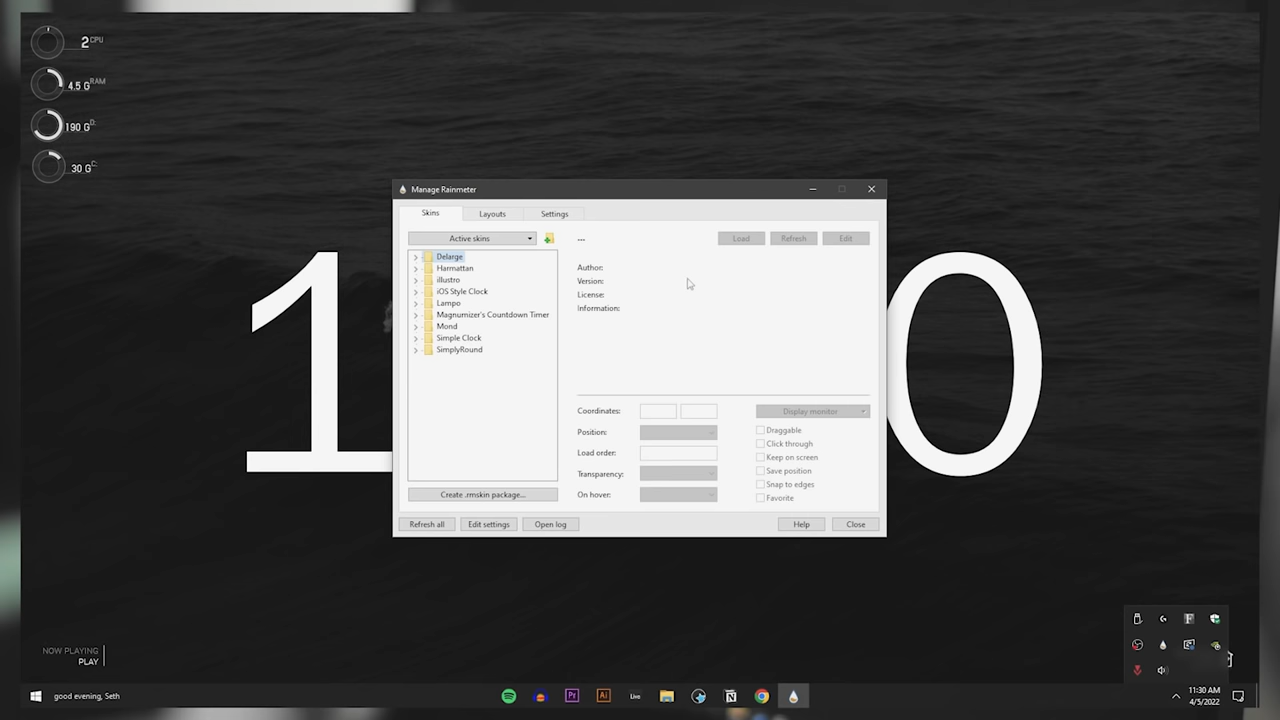 2 CPU
4.5 G RAM
190 G D:
30 G C:
1
0
Manage Rainmeter
Skins
Layouts
Settings
Active skins
...
Load
Refresh
Edit
Delarge
Harmattan
illustro
iOS Style Clock
Lampo
Magnumizer's Countdown Timer
Mond
Simple Clock
SimplyRound
Author:
Version:
License:
Information:
Coordinates:
Display monitor
Position:
Load order:
Transparency:
On hover:
Draggable
Click through
Keep on screen
Save position
Snap to edges
Favorite
Create .rmskin package...
Refresh all
Edit settings
Open log
Help
Close
NOW PLAYING
PLAY
good evening, Seth
Pr
Ai
Live
11:30 AM
4/5/2022